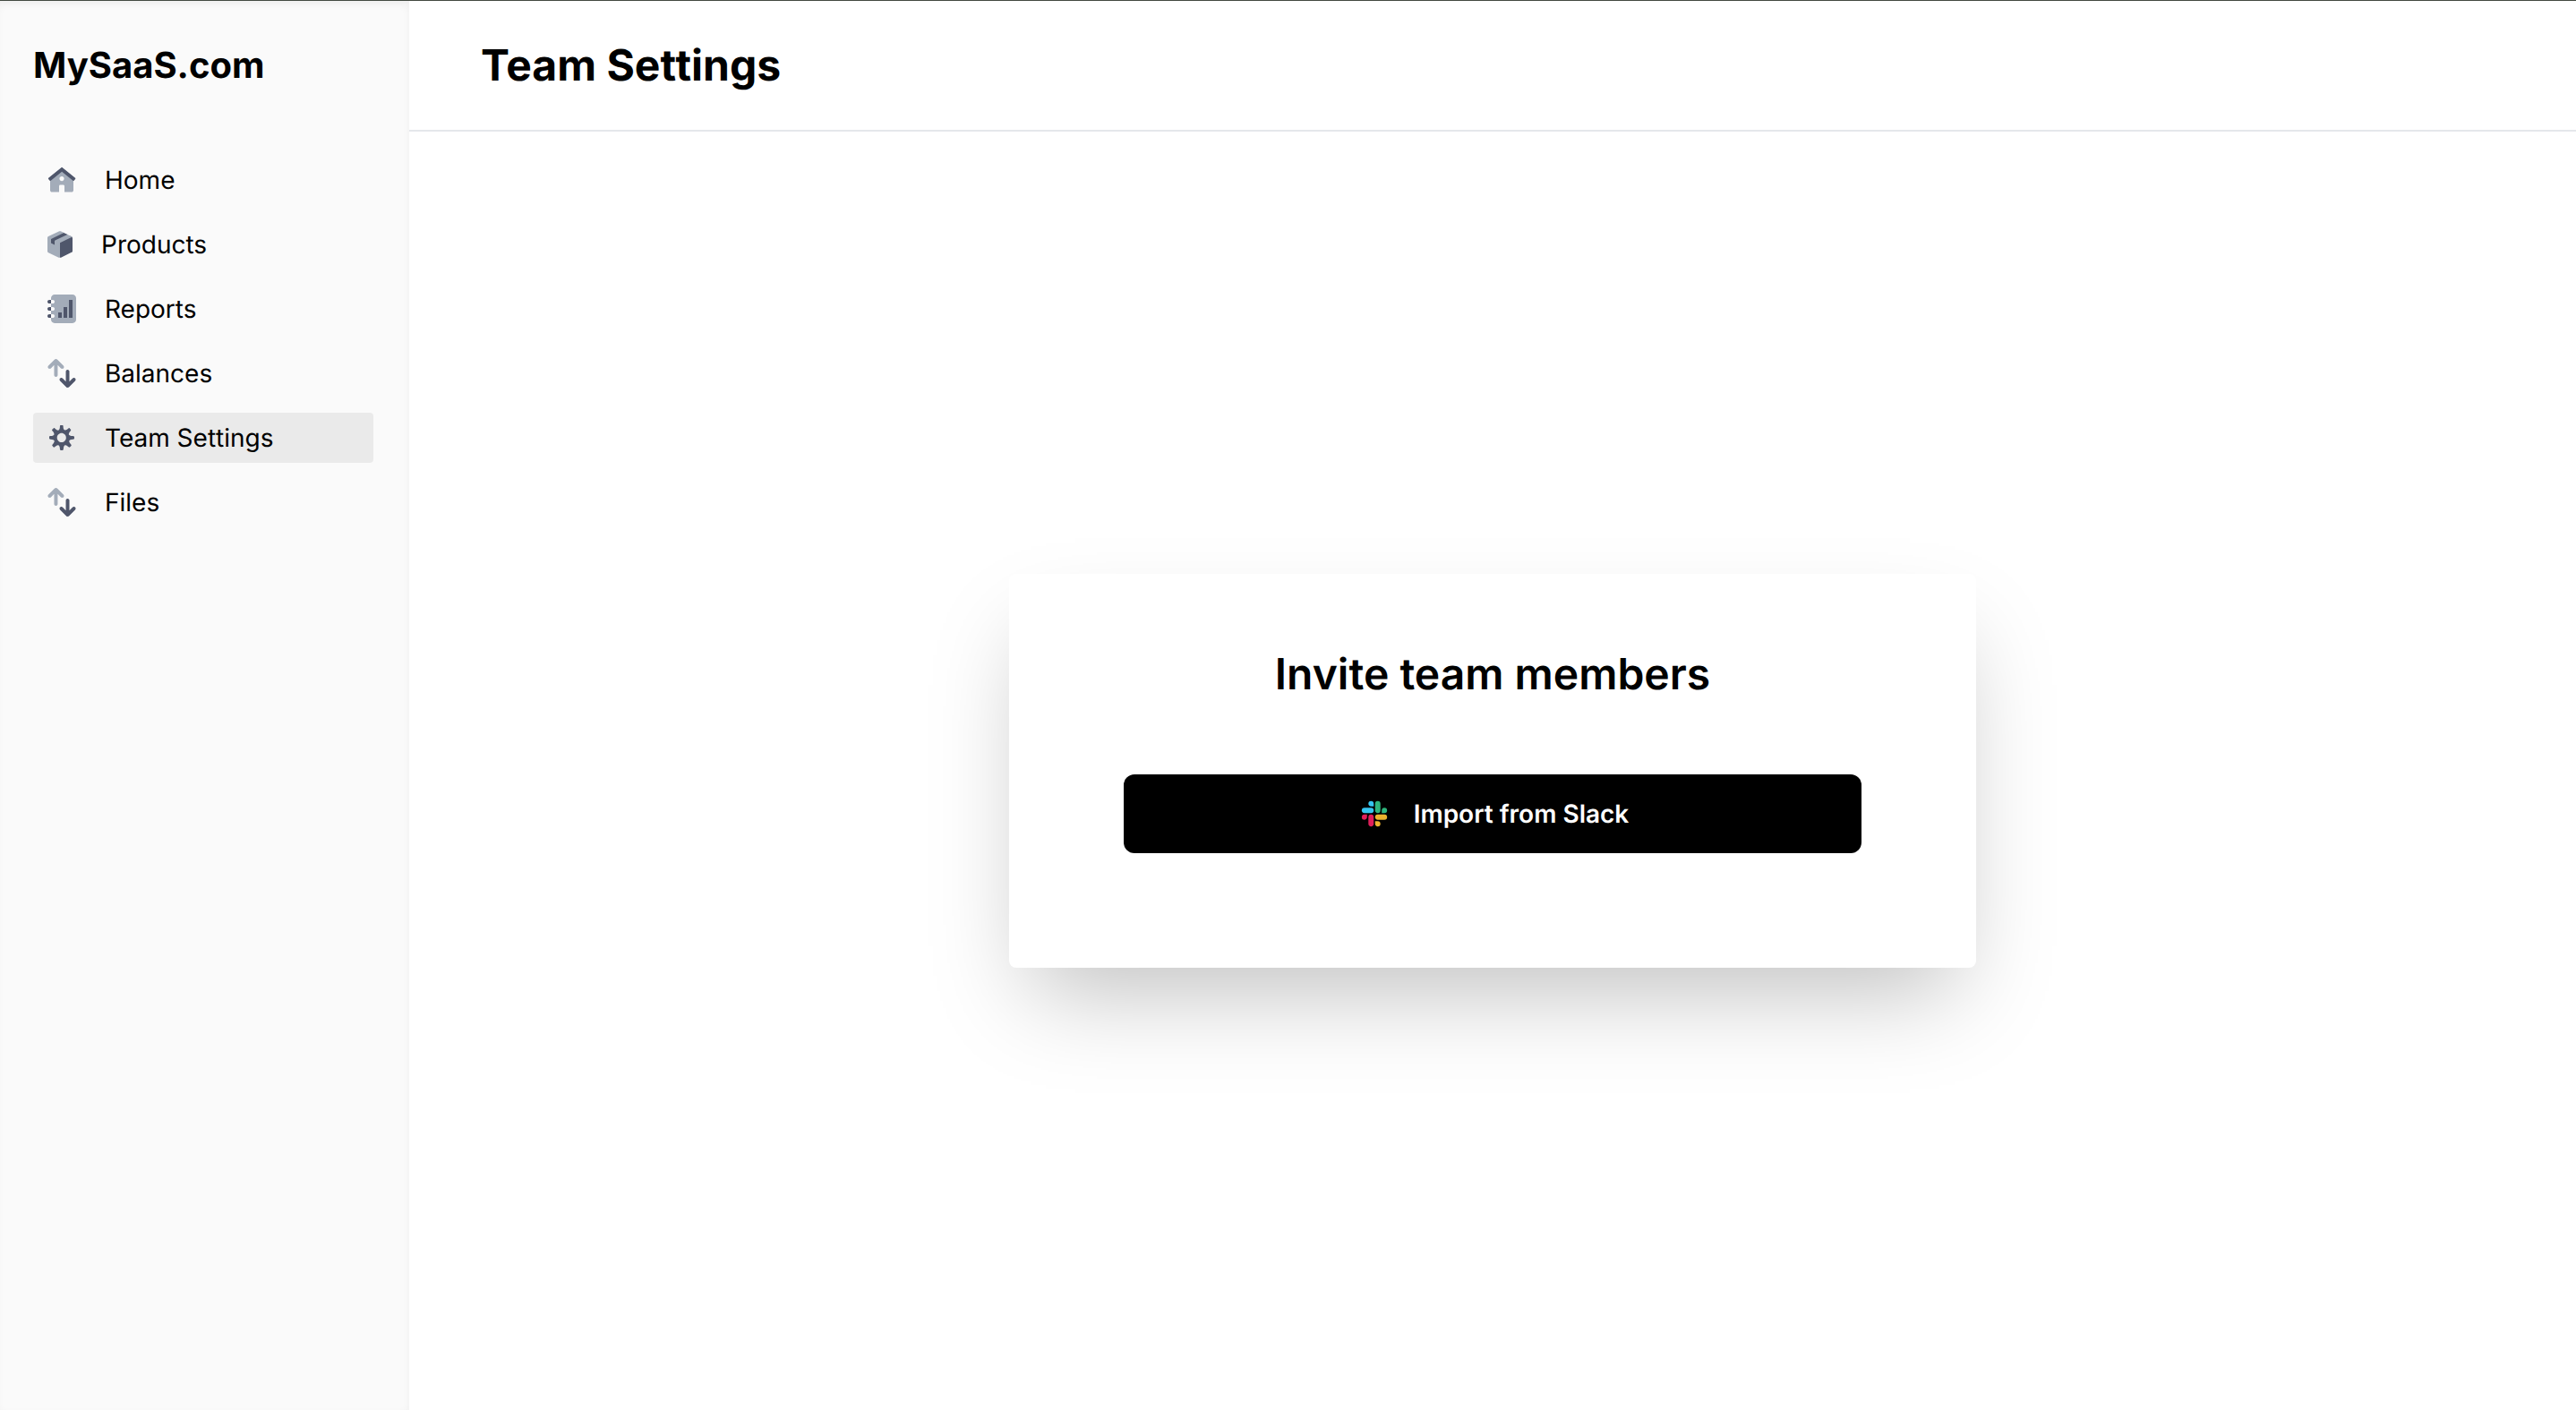 MySaaS.com
Home
Products
Reports
Balances
Team Settings
Files
Team Settings
Invite team members
Import from Slack